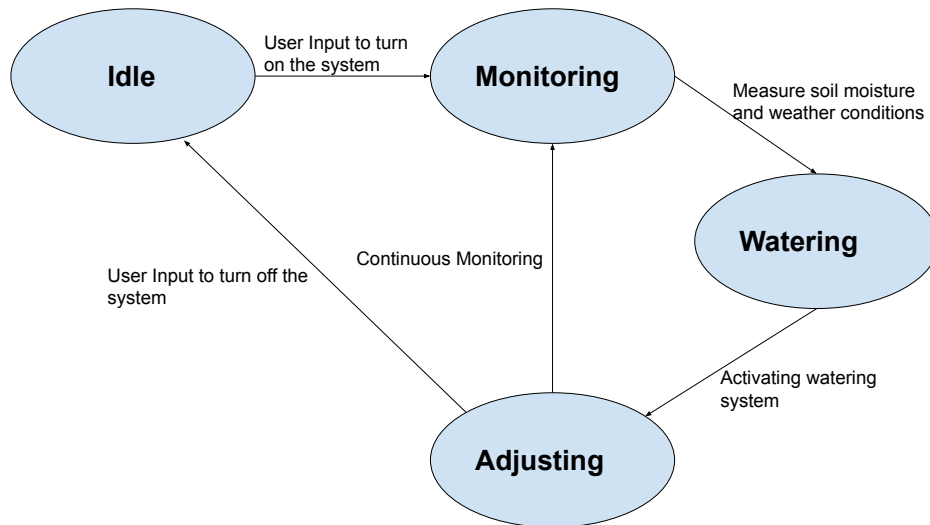 Idle
User Input to turn
on the system
Monitoring
Measure soil moisture
and weather conditions
Watering
Continuous Monitoring
User Input to turn off the
system
Activating watering
system
Adjusting